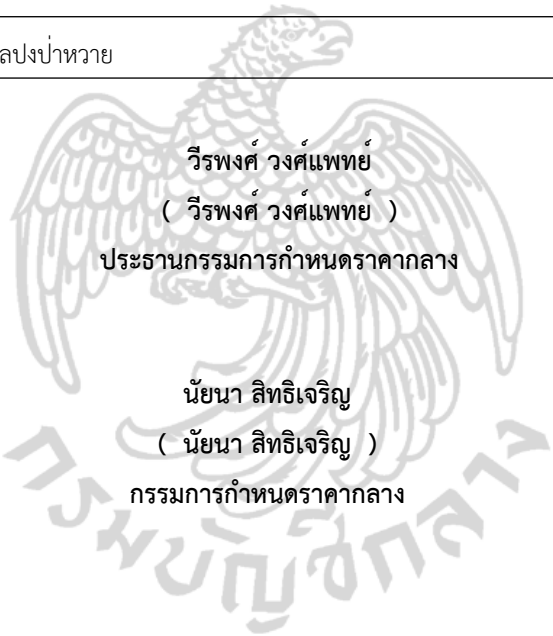 ลปงป่าหวาย
วีรพงศ์ วงศ์แพทย์
( วีรพงศ์ วงศ์แพทย์ )
ประธานกรรมการกำหนดราคากลาง
นัยนา สิทธิเจริญ
( นัยนา สิทธิเจริญ )
กรรมการกำหนดราคากลาง
กรมบัญชีกลาง